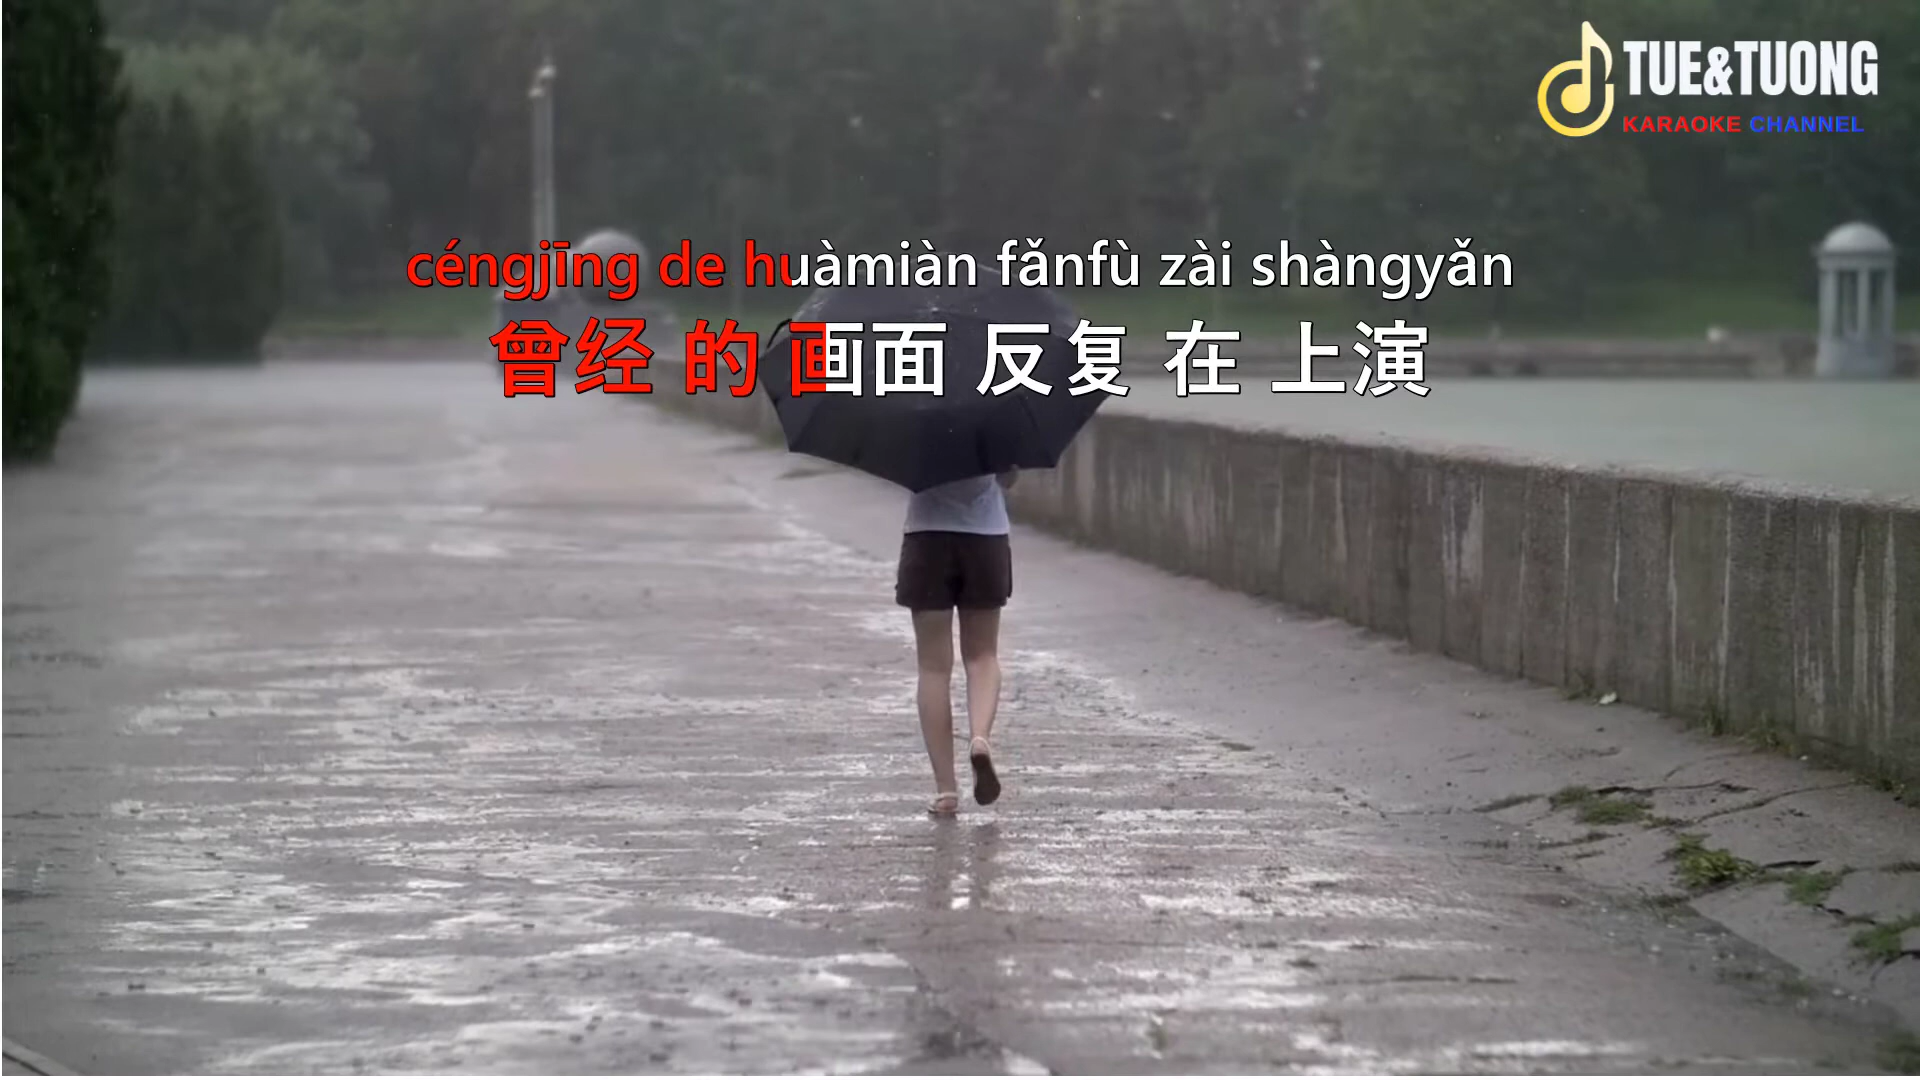 TUE&TUONG
KARAOKE CHANNEL
céngjīng de huàmiàn fǎnfù zài shàngyǎn
曾经 的 画面 反复 在 上演